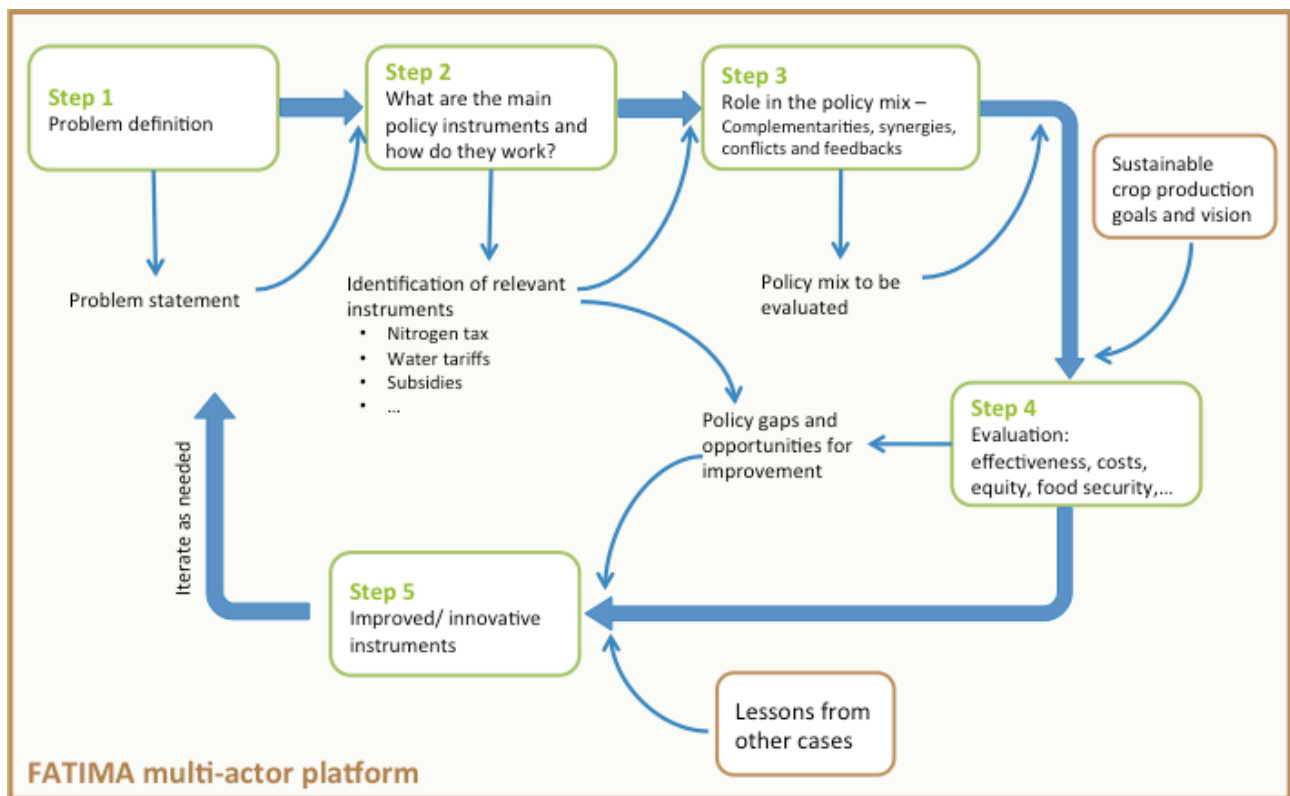 Step 1
Problem definition
Step 2
What are the main
policy instruments and
how do they work?
Step 3
Role in the policy mix –
Complementarities, synergies,
conflicts and feedbacks
Sustainable
crop production
goals and vision
Problem statement
Identification of relevant
instruments
• Nitrogen tax
• Water tariffs
• Subsidies
• ...
Policy mix to be
evaluated
Policy gaps and
opportunities for
improvement
Step 4
Evaluation:
effectiveness, costs,
equity, food security,...
Iterate as needed
Step 5
Improved/ innovative
instruments
Lessons from
other cases
FATIMA multi-actor platform